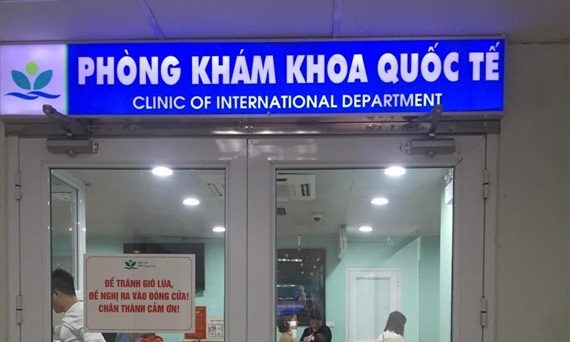 PHÒNG KHÁM KHOA QUỐC TẾ
CLINIC OF INTERNATIONAL DEPARTMENT
ĐỂ TRÁNH GIÓ LÙA,
ĐỀ NGHỊ RA VÀO ĐÓNG CỬA!
CHÂN THÀNH CẢM ƠN!